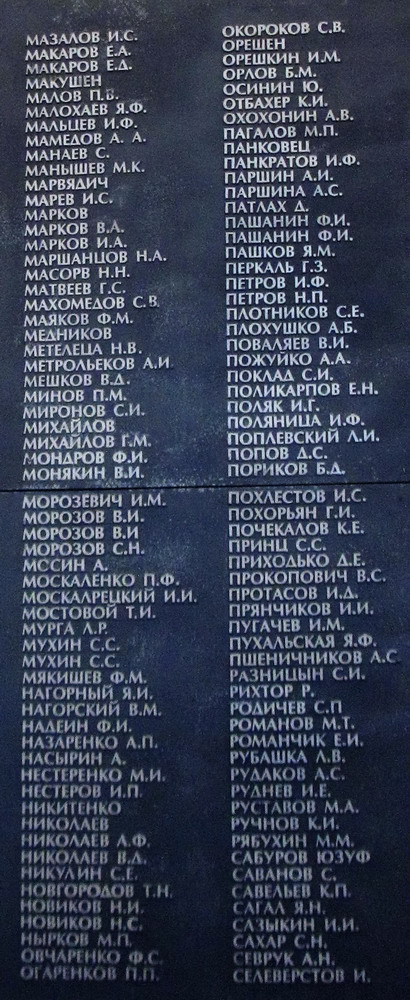 МАЗАЛОВ И.С.
МАКАРОВ Е.А.
МАКАРОВ Е.Д.
МАКУШЕН
МАЛОВ П.В.
МАЛОХАЕВ Я.Ф.
МАЛЬЦЕВ И.Ф.
МАМЕДОВ А. А.
МАНАЕВ С.
МАНЫШЕВ М.К.
МАРВЯДИЧ
МАРЕВ И.С.
МАРКОВ
МАРКОВ В.А.
МАРКОВ И.А.
МАРШАНЦОВ Н.А.
МАСОРВ Н.Н.
МАТВЕЕВ Г.С.
МАХОМЕДОВ С.В.
МАЯКОВ Ф.М.
МЕДНИКОВ
МЕТЕЛЕЦА Н.В.
МЕТРОЛЬЕКОВ А.И.
МЕШКОВ В.Д.
МИНОВ П.М.
МИРОНОВ С.И.
МИХАЙЛОВ
МИХАЙЛОВ Г.М.
МОНДРОВ Ф.И.
МОНЯКИН В.И.
МОРОЗЕВИЧ И.М.
МОРОЗОВ В.И.
МОРОЗОВ В.И
МОРОЗОВ С.Н.
МССИН А.
МОСКАЛЕНКО П.Ф.
МОСКАЛАРЕЦКИЙ И.И.
МОСТОВОЙ Т.И.
МУРГА Л.Р.
МУХИН С.С.
МУХИН С.С.
МЯКИШЕВ Ф.М.
НАГОРНЫЙ Я.И.
НАГОРСКИЙ В.М.
НАДЕИН Ф.И.
НАЗАРЕНКО А.П.
НАСЫРИН А.
НЕСТЕРЕНКО М.И.
НЕСТЕРОВ И.П.
НИКИТЕНКО
НИКОЛАЕВ
НИКОЛАЕВ А.Ф.
НИКОЛАЕВ В.Д.
НИКУЛИН С.Е.
НОВГОРОДОВ Т.Н.
НОВИКОВ Н.И.
НОВИКОВ Н.С.
НЫРКОВ М.П.
ОВЧАРЕНКО Ф.С.
ОГАРЕНКОВ П.П.
ОКОРОКОВ С.В.
ОРЕШЕН
ОРЕШКИН И.М.
ОРЛОВ Б.М.
ОСИНИН Ю.
ОТБАХЕР К.И.
ОХОХОНИН А.В.
ПАГАЛОВ М.П.
ПАНКОВЕЦ
ПАНКРАТОВ И.Ф.
ПАРШИН А.И.
ПАРШИНА А.С.
ПАТЛАХ Д.
ПАШАНИН Ф.И.
ПАШАНИН Ф.И.
ПАШКОВ Я.М.
ПЕРКАЛЬ Г.З.
ПЕТРОВ И.Ф.
ПЕТРОВ Н.П.
ПЛОТНИКОВ С.Е.
ПЛОХУШКО А.Б.
ПОВАЛЯЕВ В.И.
ПОЖУЙКО А.А.
ПОКЛАД С.И.
ПОЛИКАРПОВ Е.Н.
ПОЛЯК И.Г.
ПОЛЯНИЦА И.Ф.
ПОПЛЕВСКИЙ Л.И.
ПОПОВ Д.С.
ПОРИКОВ Б.Д.
ПОХЛЕСТОВ И.С.
ПОХОРЬЯН Г.И.
ПОЧЕКАЛОВ К.Е.
ПРИНЦ С.С.
ПРИХОДЬКО Д.Е.
ПРОКОПОВИЧ В.С.
ПРОТАСОВ И.Д.
ПРЯНЧИКОВ И.И.
ПУГАЧЕВ И.М.
ПУХАЛЬСКАЯ Я.Ф.
ПШЕНИЧНИКОВ А.С
РАЗНИЦЫН С.И.
РИХТОР Р.
РОДИЧЕВ С.П
РОМАНОВ М.Т.
РОМАНЧИК Е.И.
РУБАШКА Л.В.
РУДАКОВ А.С.
РУДНЕВ И.Е.
РУСТАВОВ М.А.
РУЧНОВ К.И.
РЯБУХИН М.М.
САБУРОВ ЮЗУФ
САВАНОВ С.
САВЕЛЬЕВ К.П.
САГАЛ Я.Н.
САЗЫКИН И.И.
САХАР С.Н.
СЕВРУК А.Н.
СЕЛЕВЕРСТОВ И.